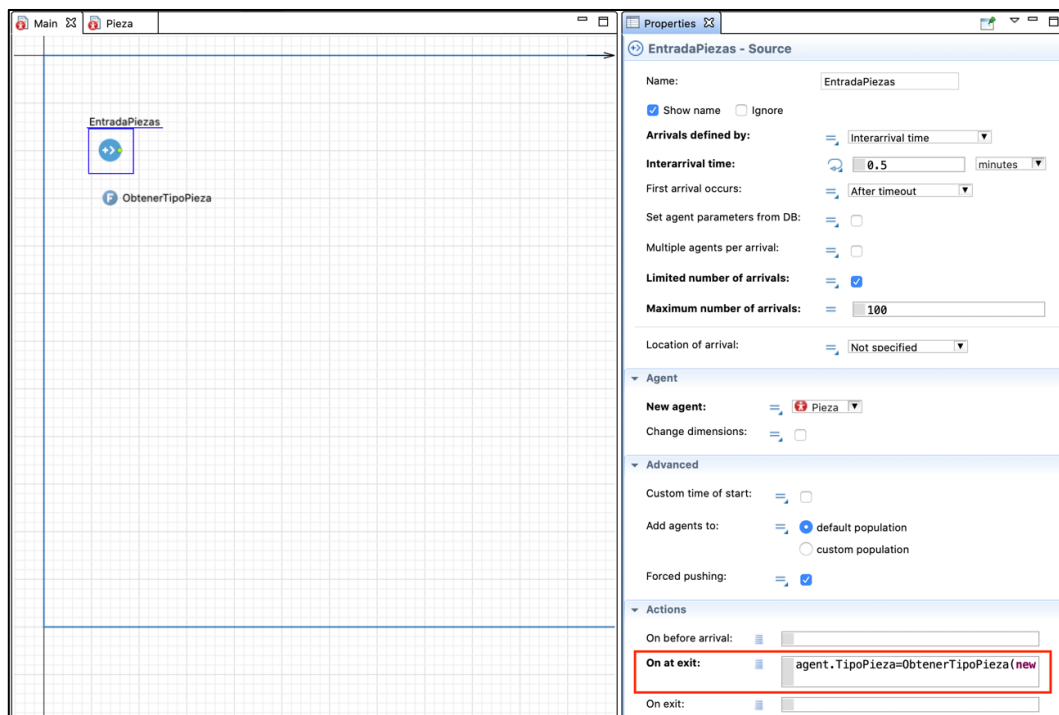 Main Pieza
EntradaPiezas
ObtenerTipoPieza
Properties
EntradaPiezas - Source
Name: EntradaPiezas
Show name Ignore
Arrivals defined by: Interarrival time
Interarrival time: 0.5 minutes
First arrival occurs: After timeout
Set agent parameters from DB:
Multiple agents per arrival:
Limited number of arrivals:
Maximum number of arrivals: 100
Location of arrival: Not specified
Agent
New agent: Pieza
Change dimensions:
Advanced
Custom time of start:
Add agents to: default population
custom population
Forced pushing:
Actions
On before arrival:
On at exit: agent.TipoPieza=ObtenerTipoPieza(new
On exit: